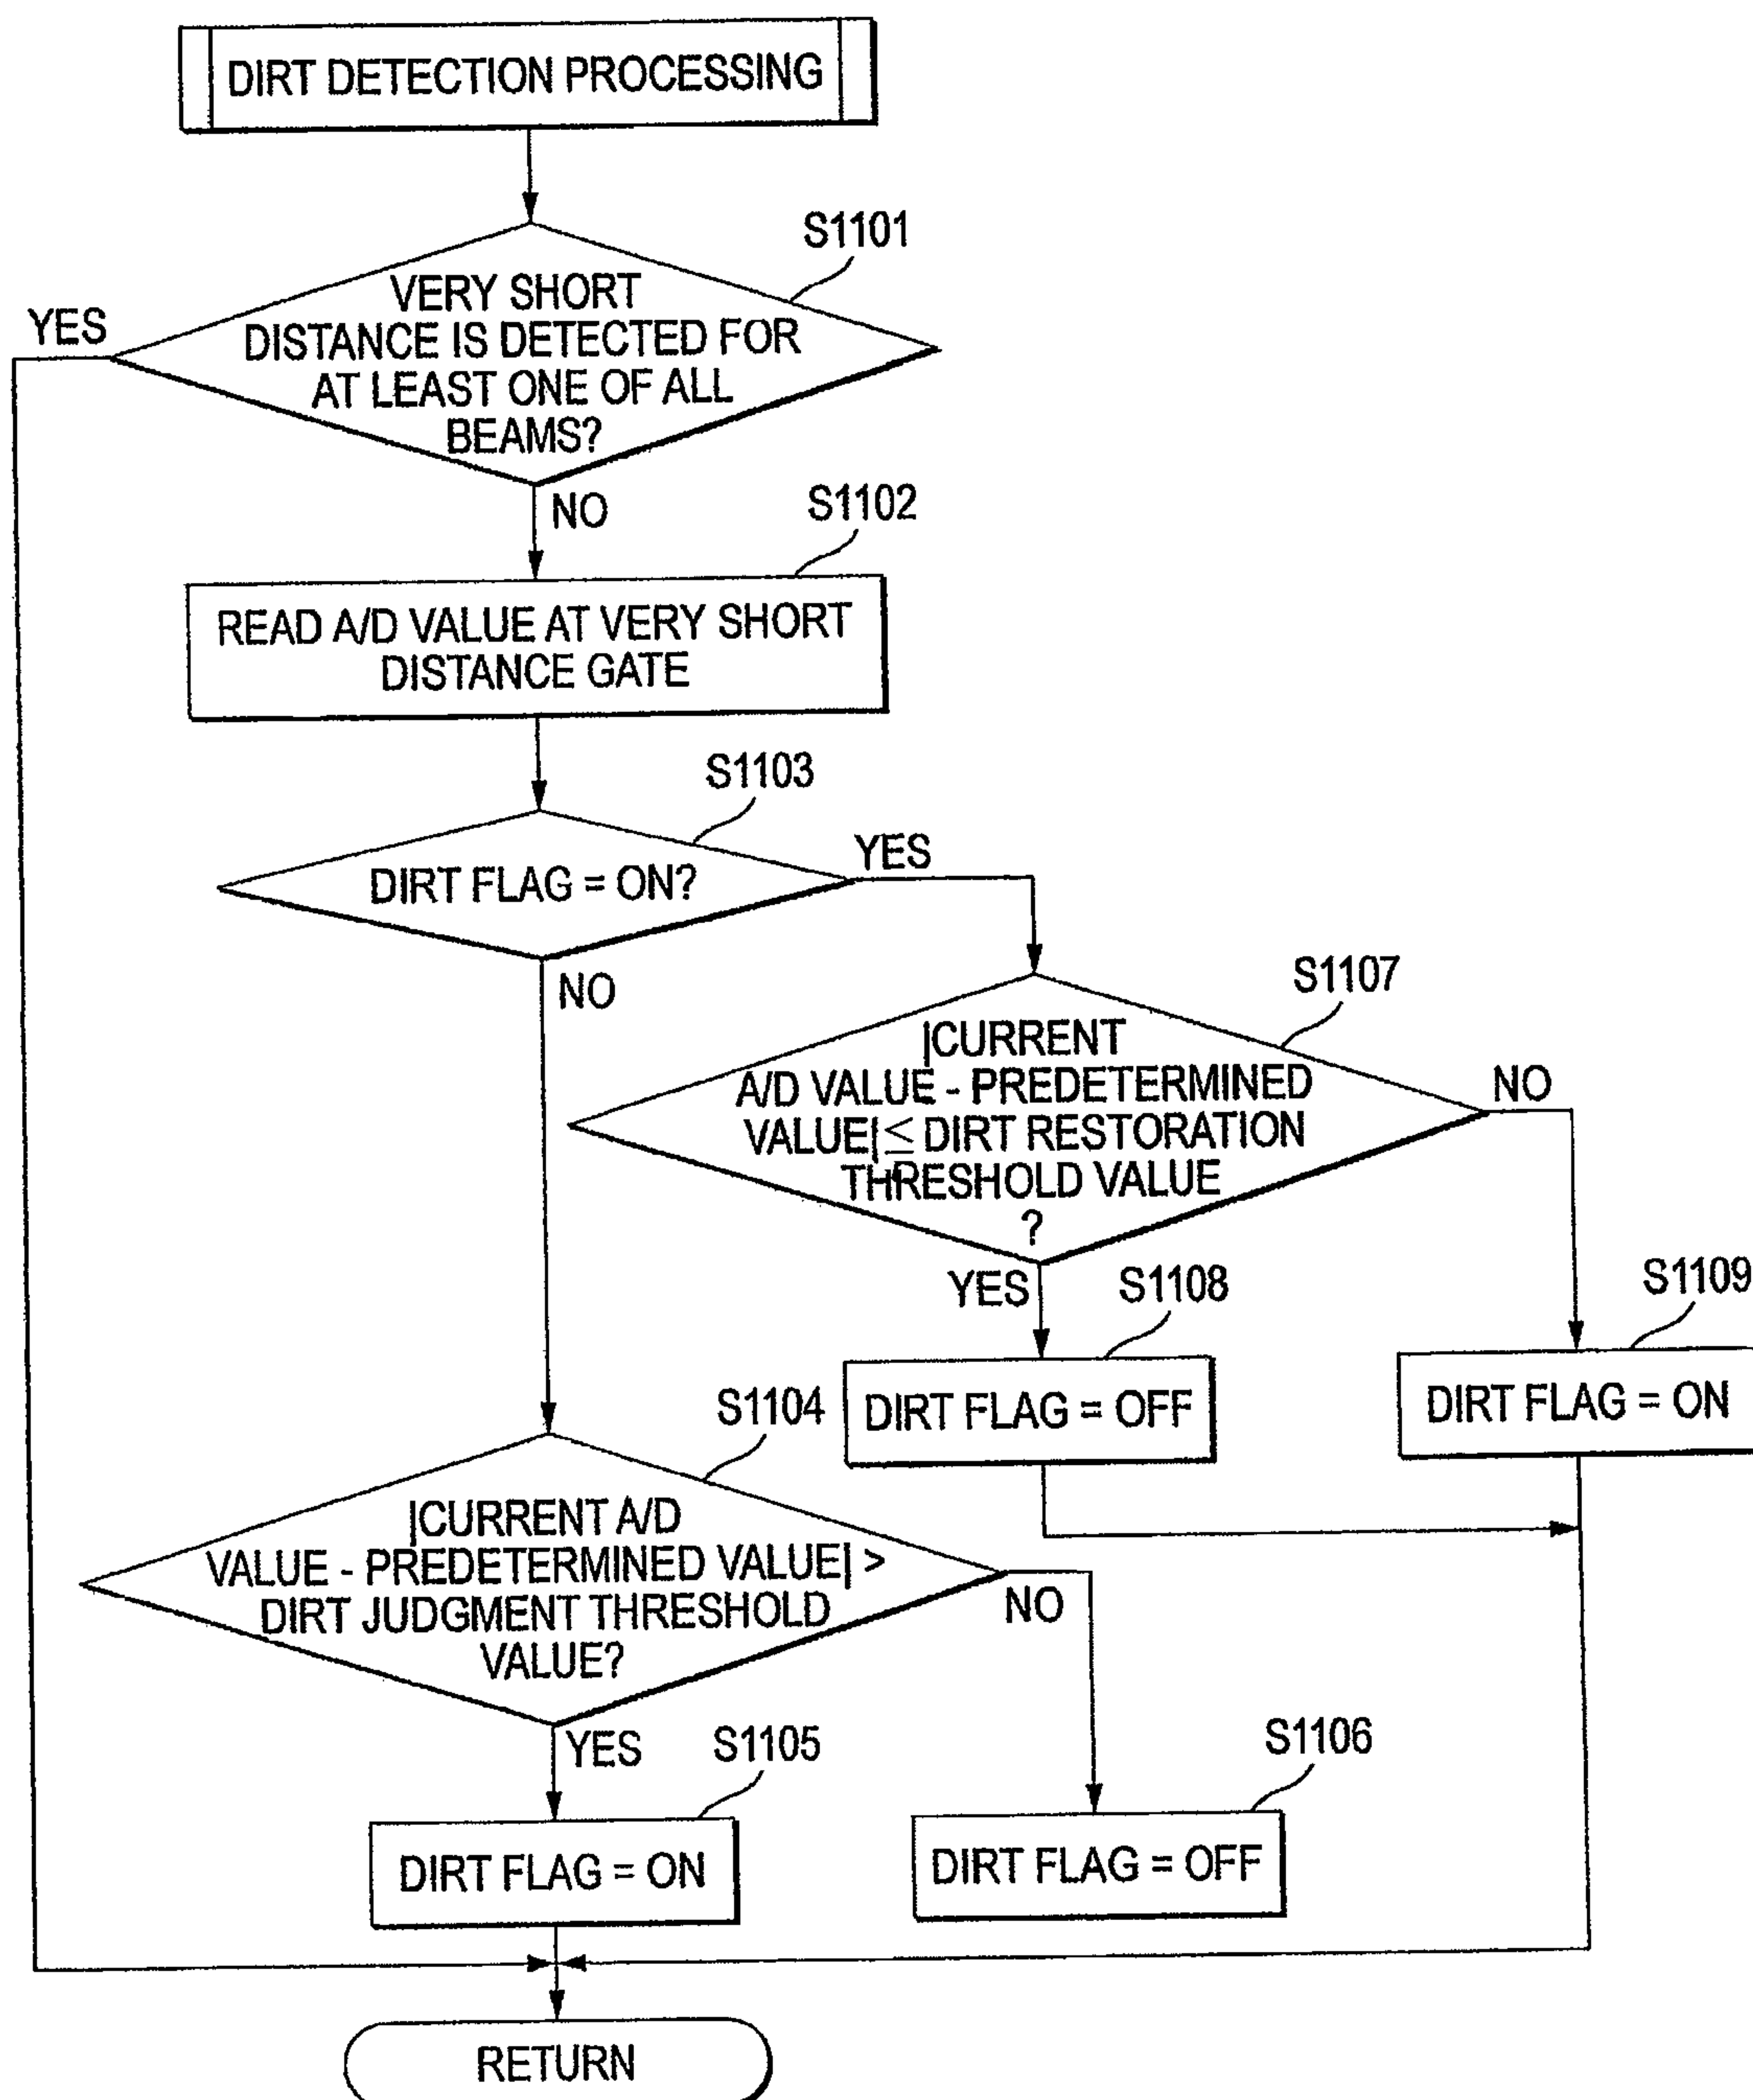 DIRT DETECTION PROCESSING
S1101
VERY SHORT
DISTANCE IS DETECTED FOR
AT LEAST ONE OF ALL
BEAMS?
YES
NO
S1102
READ A/D VALUE AT VERY SHORT
DISTANCE GATE
S1103
DIRT FLAG = ON?
YES
NO
S1107
|CURRENT
A/D VALUE - PREDETERMINED
VALUE| ≤ DIRT RESTORATION
THRESHOLD VALUE
?
NO
YES
S1108
DIRT FLAG = OFF
S1109
DIRT FLAG = ON
S1104
|CURRENT A/D
VALUE - PREDETERMINED VALUE| >
DIRT JUDGMENT THRESHOLD
VALUE?
NO
YES
S1105
DIRT FLAG = ON
S1106
DIRT FLAG = OFF
RETURN